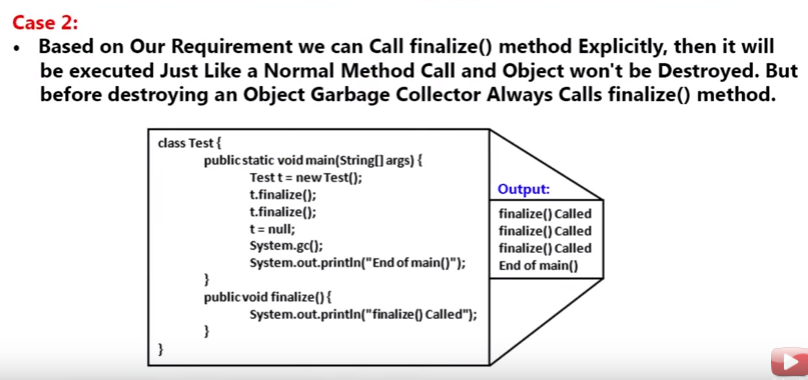 Case 2:
• Based on Our Requirement we can Call finalize() method Explicitly, then it will
be executed Just Like a Normal Method Call and Object won't be Destroyed. But
before destroying an Object Garbage Collector Always Calls finalize() method.
class Test {
public static void main(String[] args) {
Test t = new Test();
t.finalize();
t.finalize();
t = null;
System.gc();
System.out.println("End of main()");
}
public void finalize() {
System.out.println("finalize() Called");
}
}
Output:
finalize() Called
finalize() Called
finalize() Called
End of main()